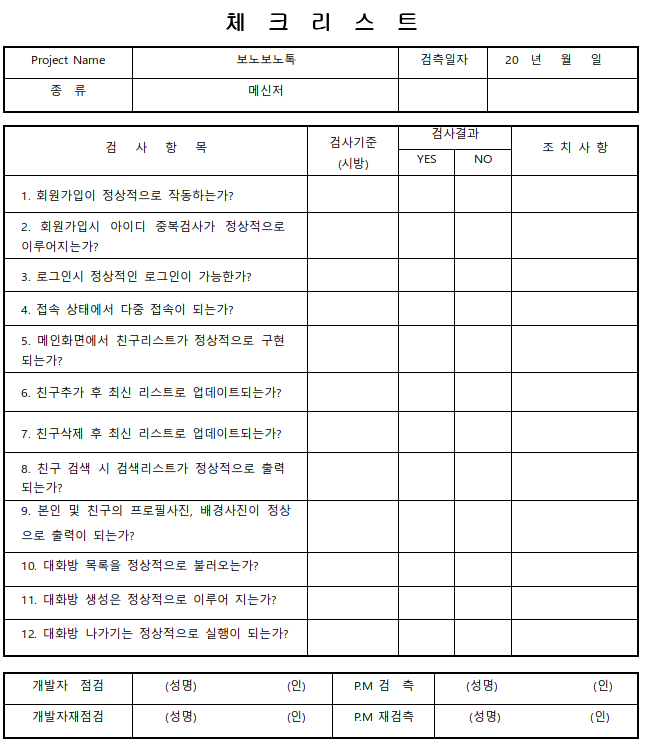 체 크 리 스 트
Project Name 보노보노톡 검측일자 20 년 월 일
종 류 메신저
검 사 항 목 검사기준 (시방) 검사결과 조 치 사 항
YES NO
1. 회원가입이 정상적으로 작동하는가?
2. 회원가입시 아이디 중복검사가 정상적으로
이루어지는가?
3. 로그인시 정상적인 로그인이 가능한가?
4. 접속 상태에서 다중 접속이 되는가?
5. 메인화면에서 친구리스트가 정상적으로 구현
되는가?
6. 친구추가 후 최신 리스트로 업데이트되는가?
7. 친구삭제 후 최신 리스트로 업데이트되는가?
8. 친구 검색 시 검색리스트가 정상적으로 출력
되는가?
9. 본인 및 친구의 프로필사진, 배경사진이 정상
으로 출력이 되는가?
10. 대화방 목록을 정상적으로 불러오는가?
11. 대화방 생성은 정상적으로 이루어 지는가?
12. 대화방 나가기는 정상적으로 실행이 되는가?
개발자 점검 (성명) (인) P.M 검 측 (성명) (인)
개발자재점검 (성명) (인) P.M 재검측 (성명) (인)